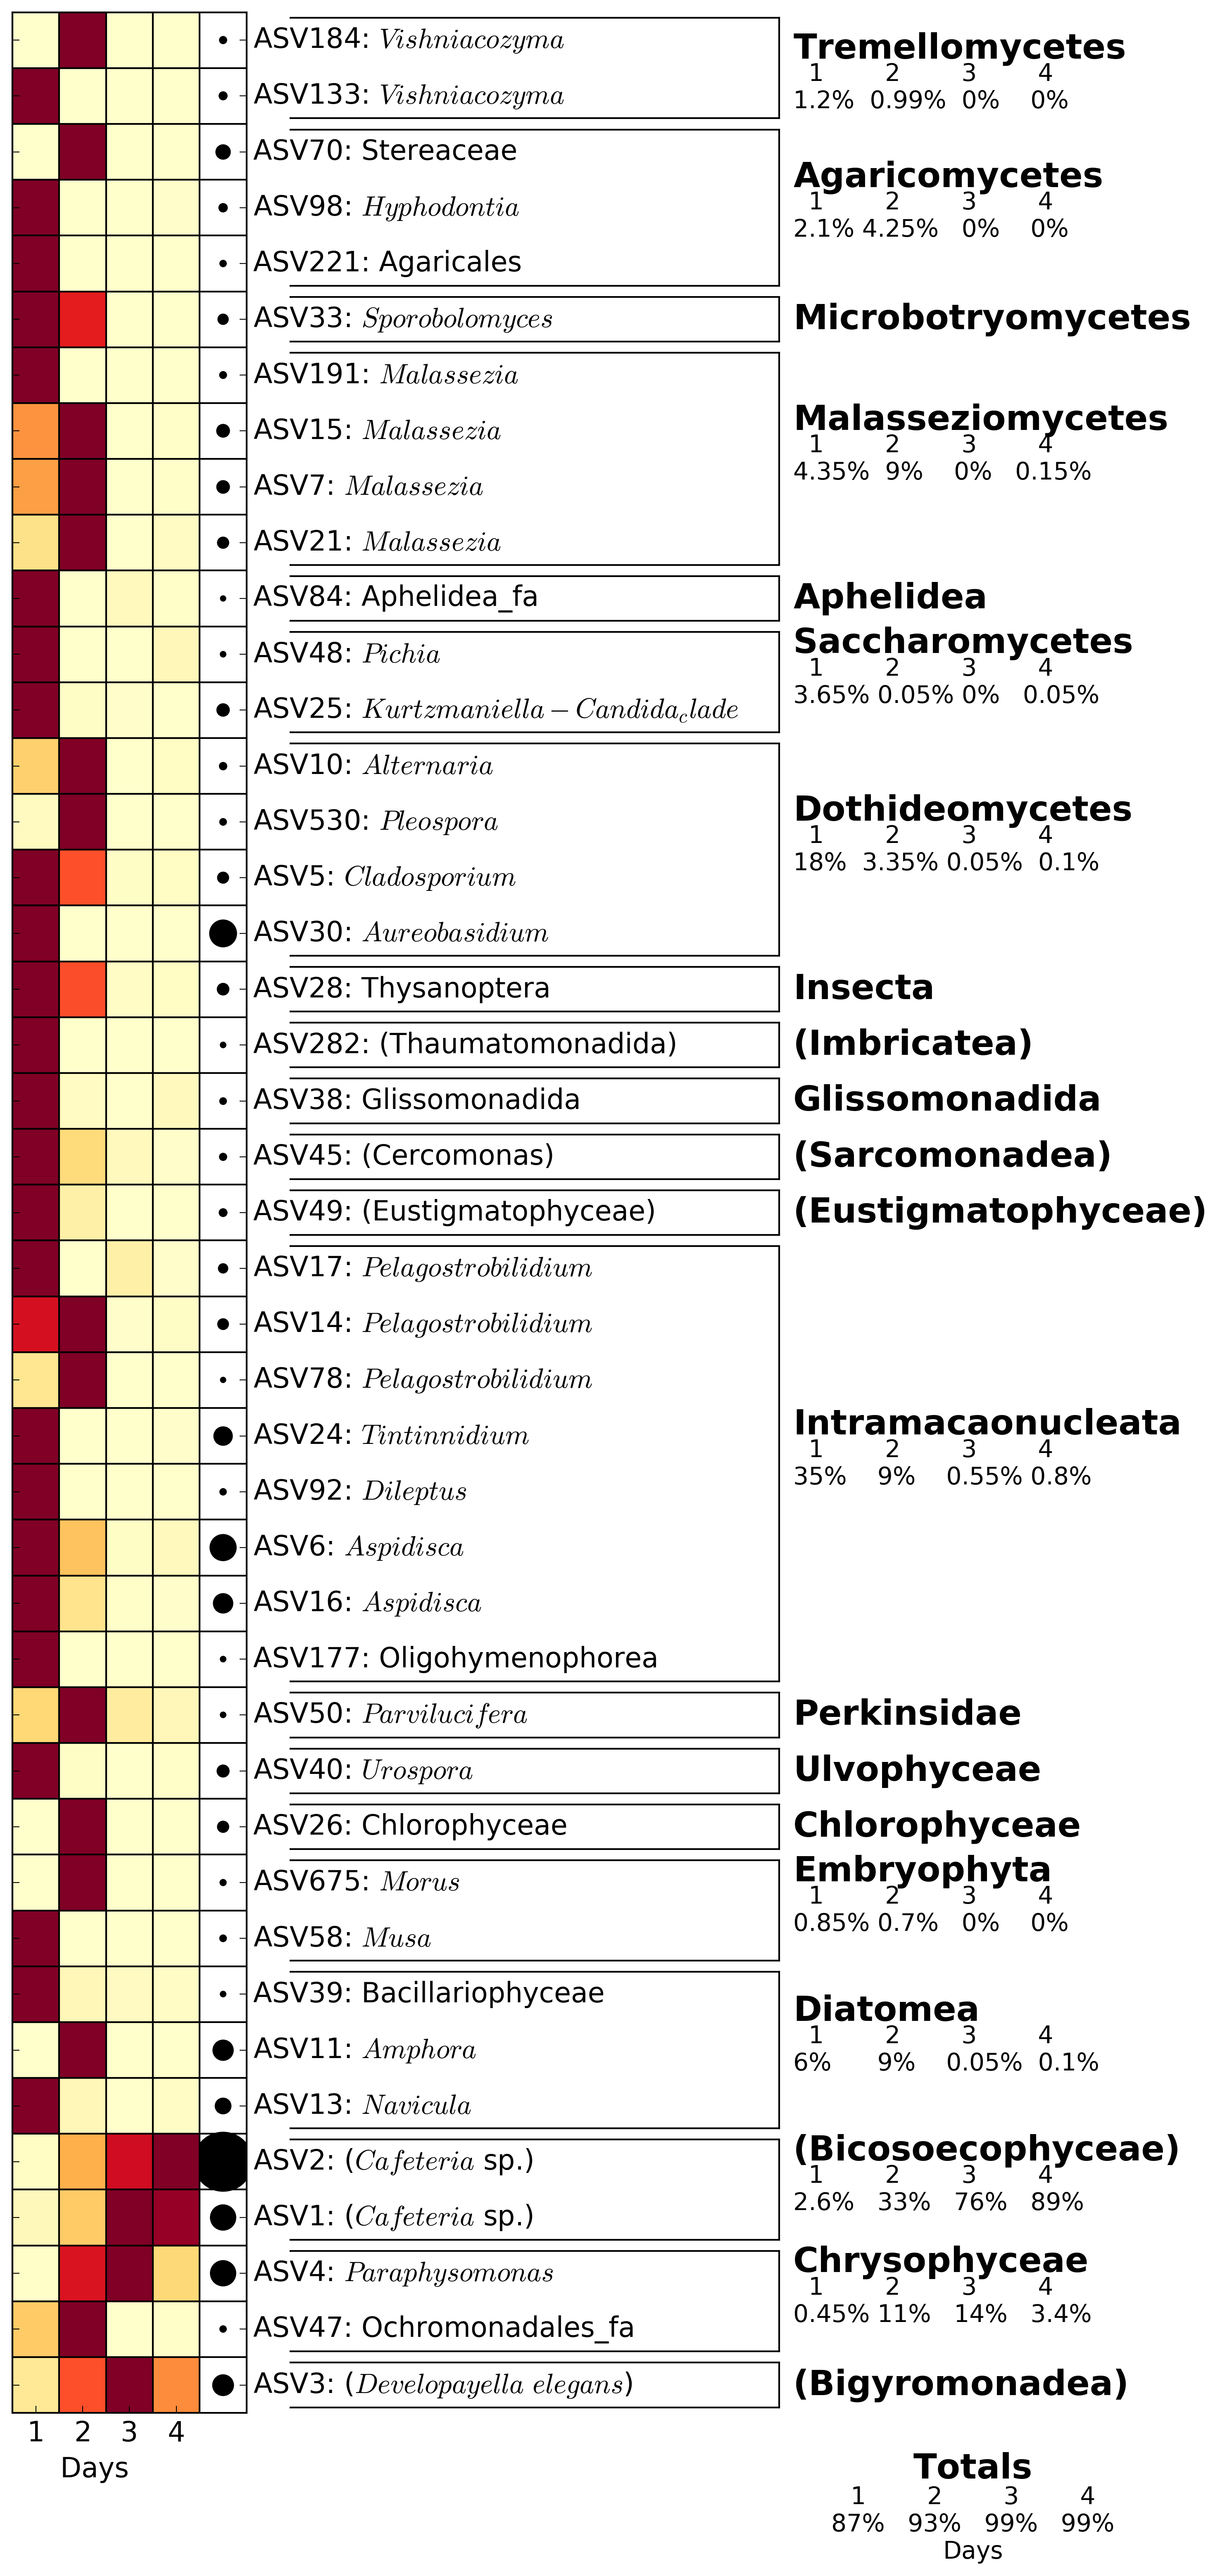 ASV184: Vishniacozyma
ASV133: Vishniacozyma
Tremellomycetes
1 2 3 4
1.2% 0.99% 0% 0%
ASV70: Stereaceae
ASV98: Hyphodontia
ASV221: Agaricales
Agaricomycetes
1 2 3 4
2.1% 4.25% 0% 0%
ASV33: Sporobolomyces
Microbotryomycetes
ASV191: Malassezia
ASV15: Malassezia
ASV7: Malassezia
ASV21: Malassezia
Malasseziomycetes
1 2 3 4
4.35% 9% 0% 0.15%
ASV84: Aphelidea_fa
Aphelidea
ASV48: Pichia
ASV25: Kurtzmaniella − Candida_clade
Saccharomycetes
1 2 3 4
3.65% 0.05% 0% 0.05%
ASV10: Alternaria
ASV530: Pleospora
ASV5: Cladosporium
ASV30: Aureobasidium
Dothideomycetes
1 2 3 4
18% 3.35% 0.05% 0.1%
ASV28: Thysanoptera
Insecta
ASV282: (Thaumatomonadida)
(Imbricatea)
ASV38: Glissomonadida
Glissomonadida
ASV45: (Cercomonas)
(Sarcomonadea)
ASV49: (Eustigmatophyceae)
(Eustigmatophyceae)
ASV17: Pelagostrobilidium
ASV14: Pelagostrobilidium
ASV78: Pelagostrobilidium
ASV24: Tintinnidium
ASV92: Dileptus
ASV6: Aspidisca
ASV16: Aspidisca
ASV177: Oligohymenophorea
Intramacaonucleata
1 2 3 4
35% 9% 0.55% 0.8%
ASV50: Parvilucifera
Perkinsidae
ASV40: Urospora
Ulvophyceae
ASV26: Chlorophyceae
Chlorophyceae
ASV675: Morus
ASV58: Musa
Embryophyta
1 2 3 4
0.85% 0.7% 0% 0%
ASV39: Bacillariophyceae
ASV11: Amphora
ASV13: Navicula
Diatomea
1 2 3 4
6% 9% 0.05% 0.1%
ASV2: (Cafeteria sp.)
ASV1: (Cafeteria sp.)
(Bicosoecophyceae)
1 2 3 4
2.6% 33% 76% 89%
ASV4: Paraphysomonas
ASV47: Ochromonadales_fa
Chrysophyceae
1 2 3 4
0.45% 11% 14% 3.4%
ASV3: (Developayella elegans)
(Bigyromonadea)
1 2 3 4
Days
Totals
1 2 3 4
87% 93% 99% 99%
Days